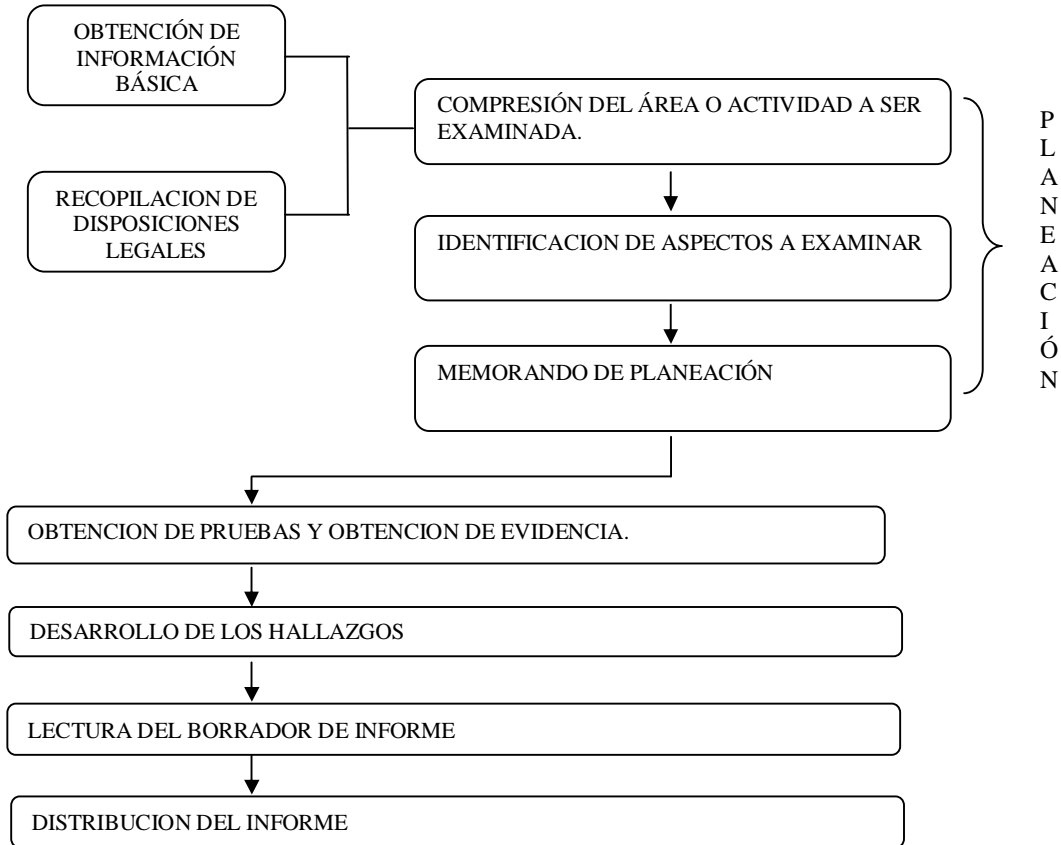 OBTENCIÓN DE
INFORMACIÓN
BÁSICA
RECOPILACION DE
DISPOSICIONES
LEGALES
COMPRESIÓN DEL ÁREA O ACTIVIDAD A SER
EXAMINADA.
IDENTIFICACION DE ASPECTOS A EXAMINAR
MEMORANDO DE PLANEACIÓN
P
L
A
N
E
A
C
I
Ó
N
OBTENCION DE PRUEBAS Y OBTENCION DE EVIDENCIA.
DESARROLLO DE LOS HALLAZGOS
LECTURA DEL BORRADOR DE INFORME
DISTRIBUCION DEL INFORME